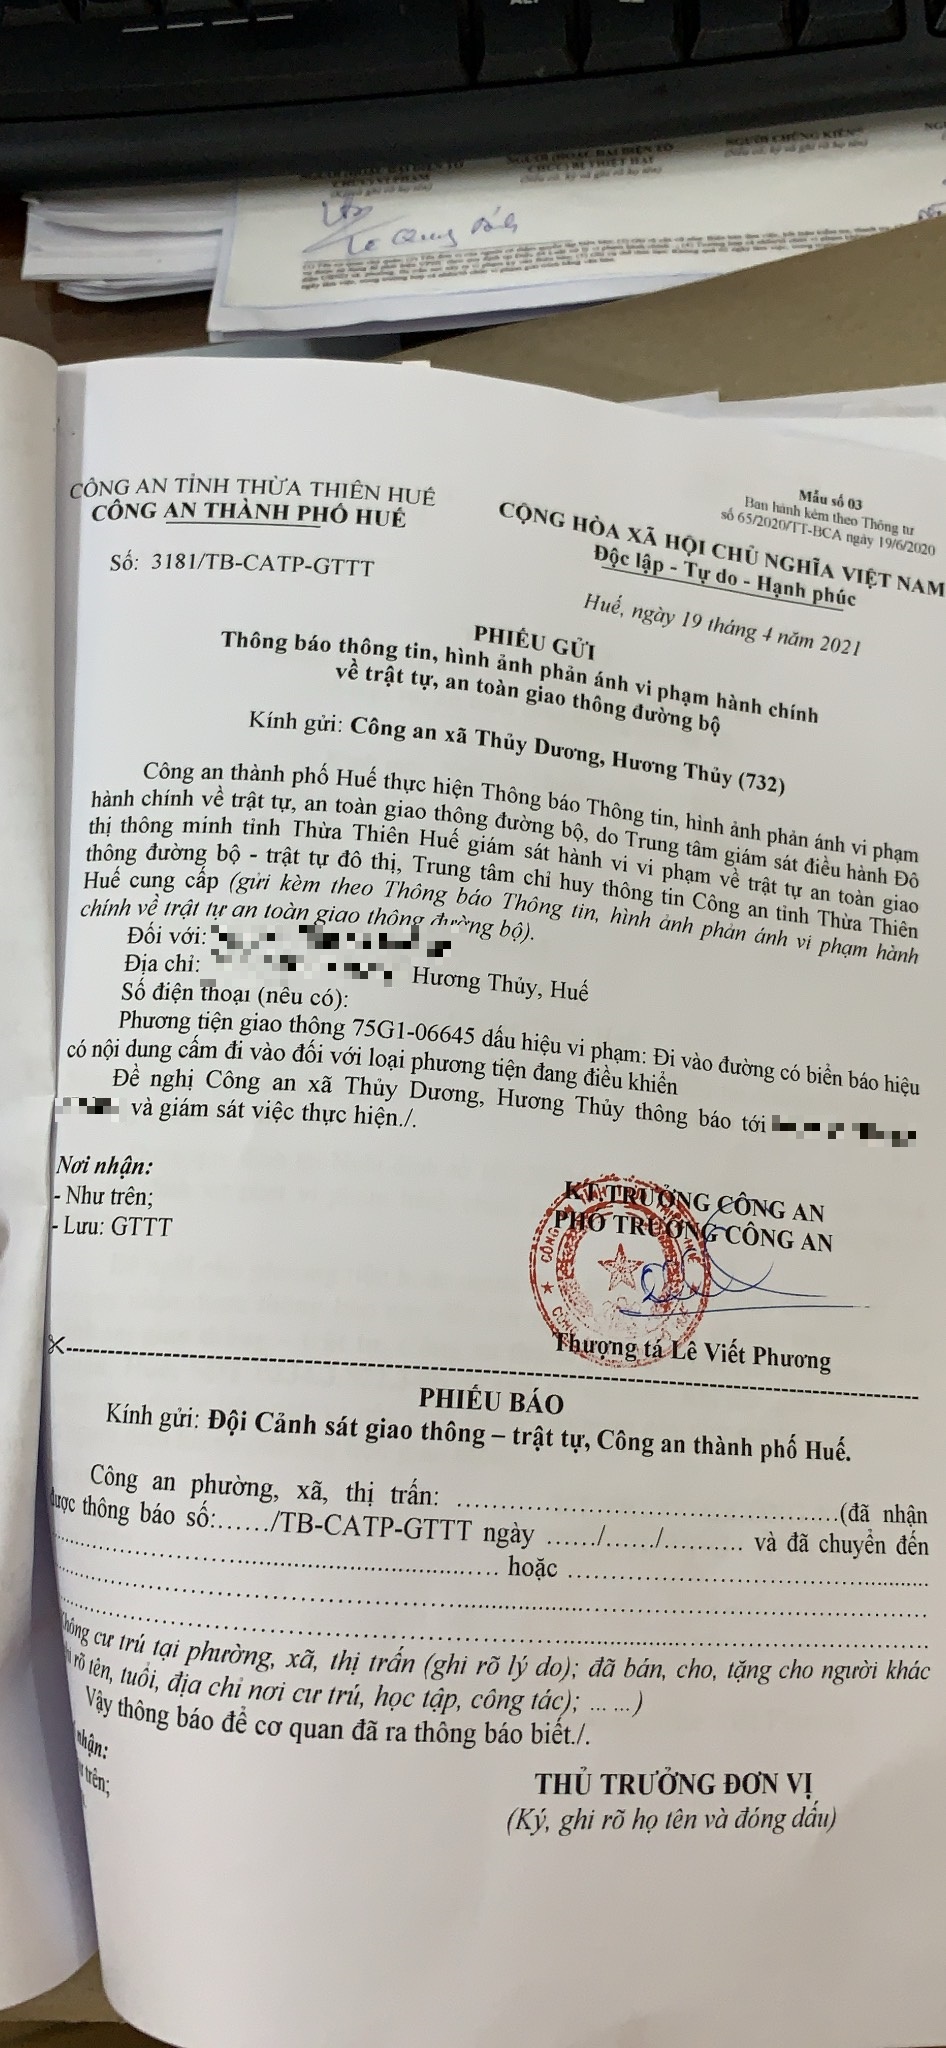 NGƯỜI CHỨNG KIẾN
Le Quang
CÔNG AN TỈNH THỪA THIÊN HUẾ
CÔNG AN THÀNH PHỐ HUẾ
Số: 3181/TB-CATP-GTTT
Mẫu số 03
Ban hành kèm theo Thông tư
số 65/2020/TT-BCA ngày 19/6/2020
CỘNG HÒA XÃ HỘI CHỦ NGHĨA VIỆT NAM
Độc lập - Tự do - Hạnh phúc
Huế, ngày 19 tháng 4 năm 2021
PHIẾU GỬI
Thông báo thông tin, hình ảnh phản ánh vi phạm hành chính
về trật tự, an toàn giao thông đường bộ
Kính gửi: Công an xã Thủy Dương, Hương Thủy (732)
Công an thành phố Huế thực hiện Thông báo Thông tin, hình ảnh phản ánh vi phạm
hành chính về trật tự, an toàn giao thông đường bộ, do Trung tâm giám sát điều hành Đô
thị thông minh tỉnh Thừa Thiên Huế giám sát hành vi vi phạm về trật tự an toàn giao
thông đường bộ - trật tự đô thị, Trung tâm chỉ huy thông tin Công an tỉnh Thừa Thiên
Huế cung cấp (gửi kèm theo Thông báo Thông tin, hình ảnh phản ánh vi phạm hành
chính về trật tự an toàn giao thông đường bộ).
Đối với:
Địa chỉ: Hương Thủy, Huế
Số điện thoại (nêu có):
Phương tiện giao thông 75G1-06645 dấu hiệu vi phạm: Đi vào đường có biển báo hiệu
có nội dung cấm đi vào đối với loại phương tiện đang điều khiển
Đề nghị Công an xã Thủy Dương, Hương Thủy thông báo tới
và giám sát việc thực hiện./.
Nơi nhận:
- Như trên;
- Lưu: GTTT
KT.TRƯỞNG CÔNG AN
PHÓ TRƯỞNG CÔNG AN
Thượng tá Lê Viết Phương
PHIẾU BÁO
Kính gửi: Đội Cảnh sát giao thông – trật tự, Công an thành phố Huế.
Công an phường, xã, thị trấn: ........................................(đã nhận
được thông báo số:....../TB-CATP-GTTT ngày ....../....../.......... và đã chuyển đến
................................................ hoặc ................................................
................................................................................................
................................................................................................
không cư trú tại phường, xã, thị trấn (ghi rõ lý do); đã bán, cho, tặng cho người khác
ghi rõ tên, tuổi, địa chỉ nơi cư trú, học tập, công tác); ... ...)
Vậy thông báo để cơ quan đã ra thông báo biết./.
nhận:
trên;
THỦ TRƯỞNG ĐƠN VỊ
(Ký, ghi rõ họ tên và đóng dấu)